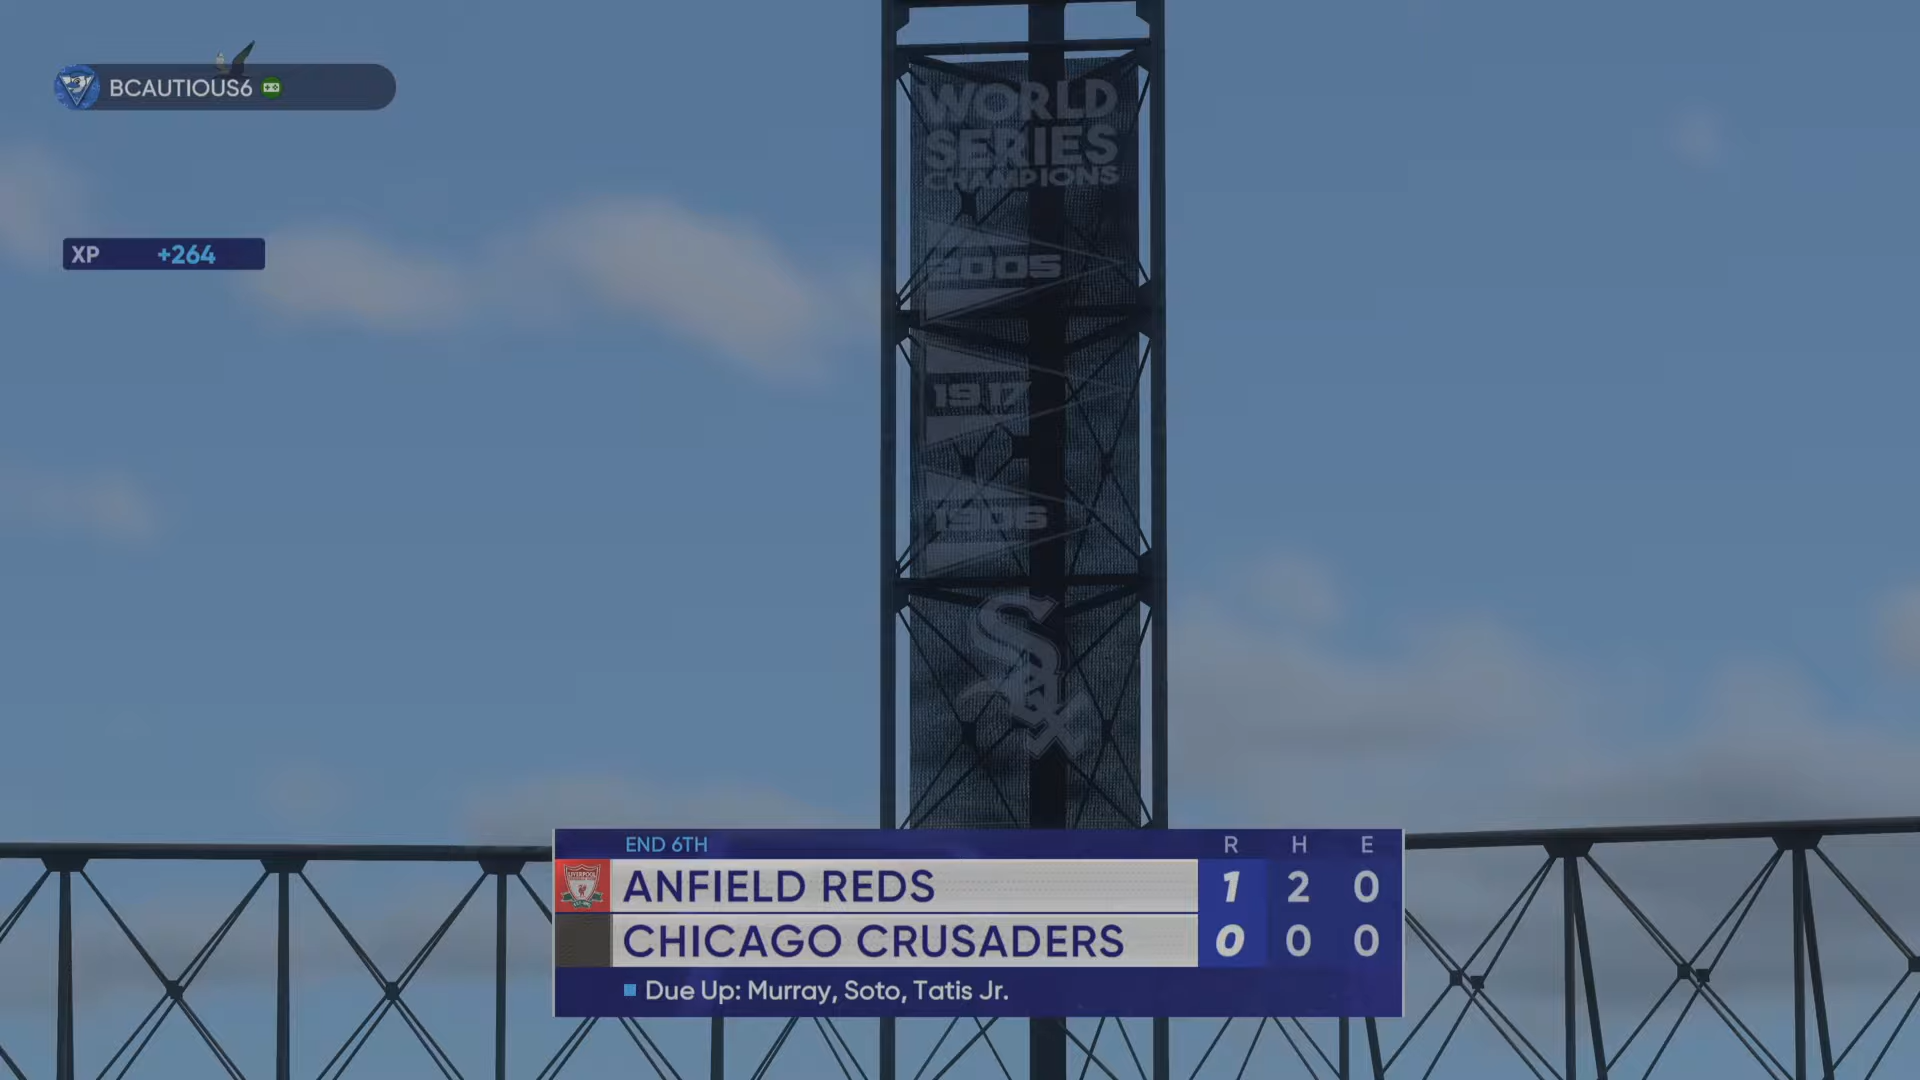 BCAUTIOUS6
XP +264
WORLD
SERIES
CHAMPIONS
2005
1917
1906
Sox
END 6TH R H E
ANFIELD REDS 1 2 0
CHICAGO CRUSADERS 0 0 0
Due Up: Murray, Soto, Tatis Jr.